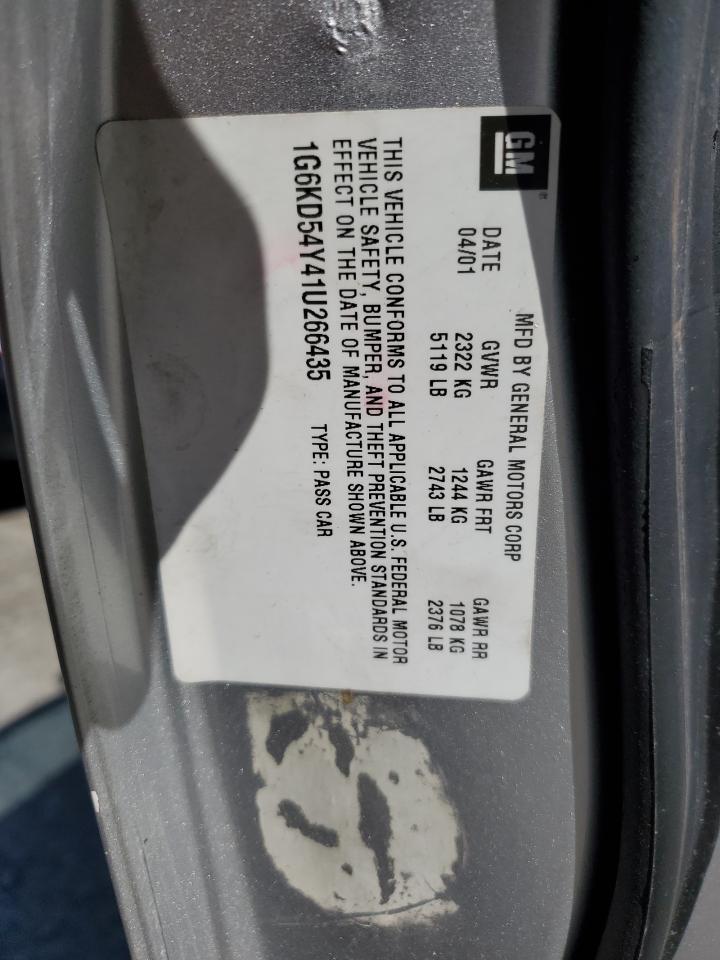 GM®
MFD BY GENERAL MOTORS CORP
DATE GVWR GAWR FRT GAWR RR
04/01 2322 KG 1244 KG 1078 KG
5119 LB 2743 LB 2376 LB
THIS VEHICLE CONFORMS TO ALL APPLICABLE U.S. FEDERAL MOTOR
VEHICLE SAFETY, BUMPER, AND THEFT PREVENTION STANDARDS IN
EFFECT ON THE DATE OF MANUFACTURE SHOWN ABOVE.
1G6KD54Y41U266435 TYPE: PASS CAR